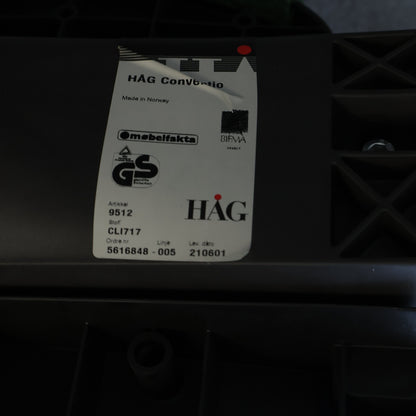 HÅG Conventio
Made in Norway
møbelfakta
BIFMA
GS
HÅG
Artikkel
9512
Stoff
CLI717
Ordre nr. Linje Lev. dato
5616848 - 005 210601